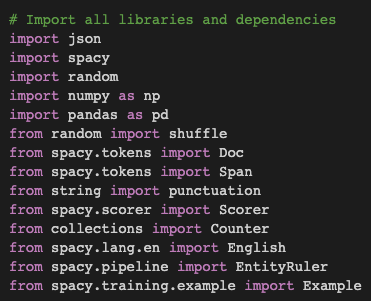 # Import all libraries and dependencies
import json
import spacy
import random
import numpy as np
import pandas as pd
from random import shuffle
from spacy.tokens import Doc
from spacy.tokens import Span
from string import punctuation
from spacy.scorer import Scorer
from collections import Counter
from spacy.lang.en import English
from spacy.pipeline import EntityRuler
from spacy.training.example import Example